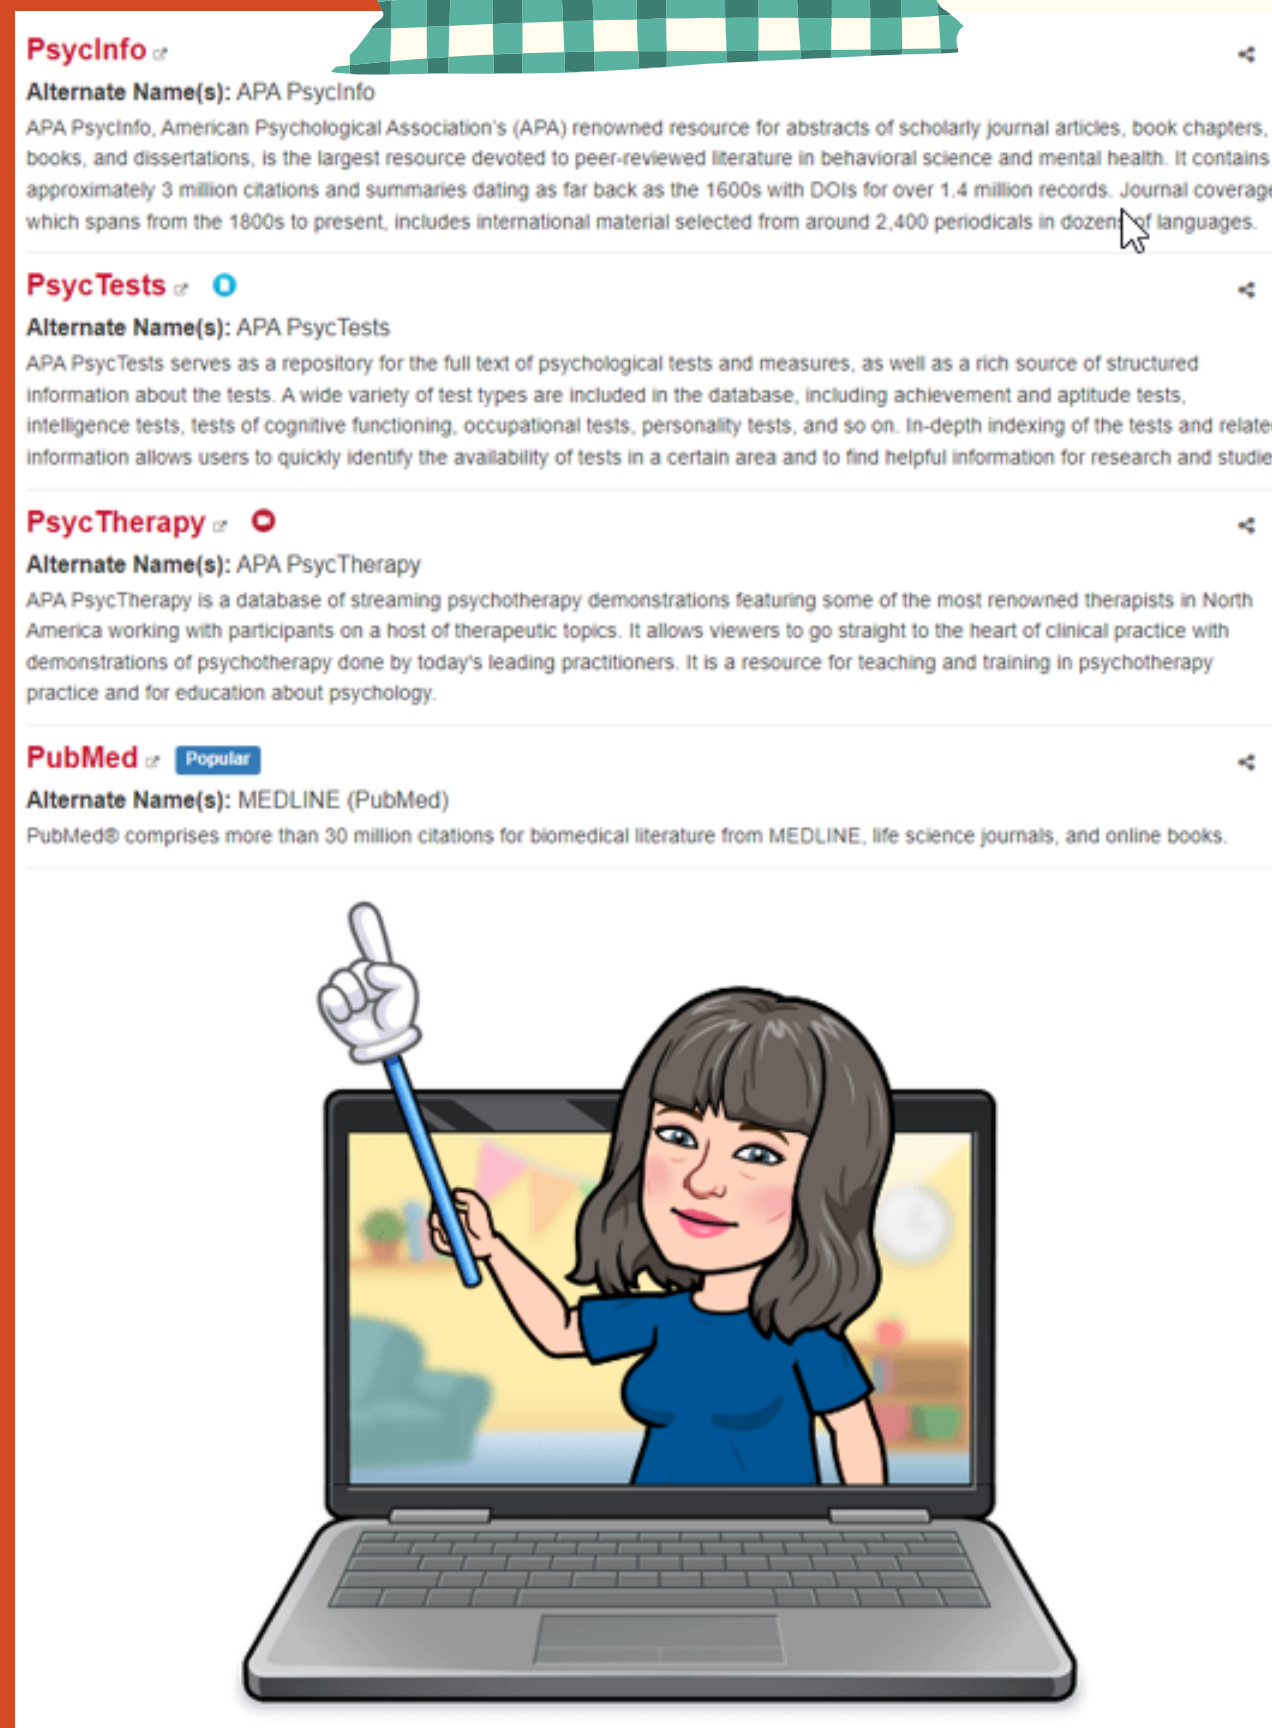 PsycInfo
Alternate Name(s): APA PsycInfo
APA PsycInfo, American Psychological Association's (APA) renowned resource for abstracts of scholarly journal articles, book chapters,
books, and dissertations, is the largest resource devoted to peer-reviewed literature in behavioral science and mental health. It contains
approximately 3 million citations and summaries dating as far back as the 1600s with DOIs for over 1.4 million records. Journal coverage
which spans from the 1800s to present, includes international material selected from around 2,400 periodicals in dozens of languages.
PsycTests
Alternate Name(s): APA PsycTests
APA PsycTests serves as a repository for the full text of psychological tests and measures, as well as a rich source of structured
information about the tests. A wide variety of test types are included in the database, including achievement and aptitude tests,
intelligence tests, tests of cognitive functioning, occupational tests, personality tests, and so on. In-depth indexing of the tests and relate
information allows users to quickly identify the availability of tests in a certain area and to find helpful information for research and studie
PsycTherapy
Alternate Name(s): APA PsycTherapy
APA PsycTherapy is a database of streaming psychotherapy demonstrations featuring some of the most renowned therapists in North
America working with participants on a host of therapeutic topics. It allows viewers to go straight to the heart of clinical practice with
demonstrations of psychotherapy done by today's leading practitioners. It is a resource for teaching and training in psychotherapy
practice and for education about psychology.
PubMed Popular
Alternate Name(s): MEDLINE (PubMed)
PubMed® comprises more than 30 million citations for biomedical literature from MEDLINE, life science journals, and online books.